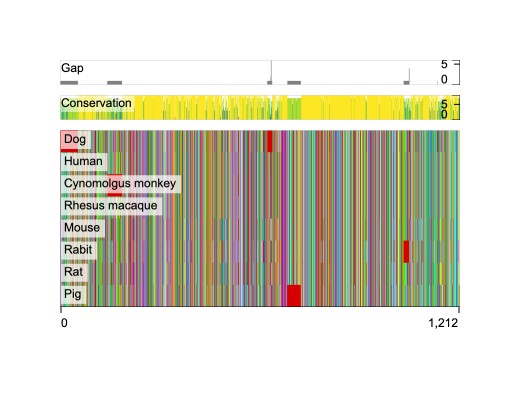 Gap
5
0
Conservation
5
0
Dog
Human
Cynomolgus monkey
Rhesus macaque
Mouse
Rabit
Rat
Pig
0
1,212